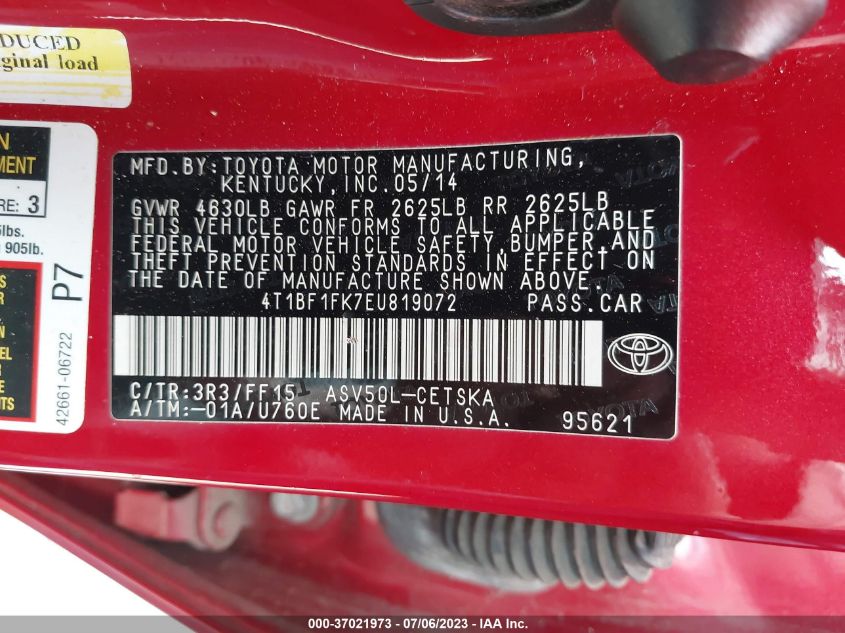 DUCED
ginal load
N
MENT
RE: 3
lbs.
905lb.
P7
42661-06722
MFD.BY:TOYOTA MOTOR MANUFACTURING,
KENTUCKY,INC.05/14
GVWR 4630LB GAWR FR 2625LB RR 2625LB
THIS VEHICLE CONFORMS TO ALL APPLICABLE
FEDERAL MOTOR VEHICLE SAFETY,BUMPER,AND
THEFT PREVENTION STANDARDS IN EFFECT ON
THE DATE OF MANUFACTURE SHOWN ABOVE.
4T1BF1FK7EU819072 PASS.CAR
C/TR:3R3/FF15 ASV50L-CETSKA
A/TM:-01A/U760E MADE IN U.S.A.
95621
000-37021973 - 07/06/2023 - IAA Inc.